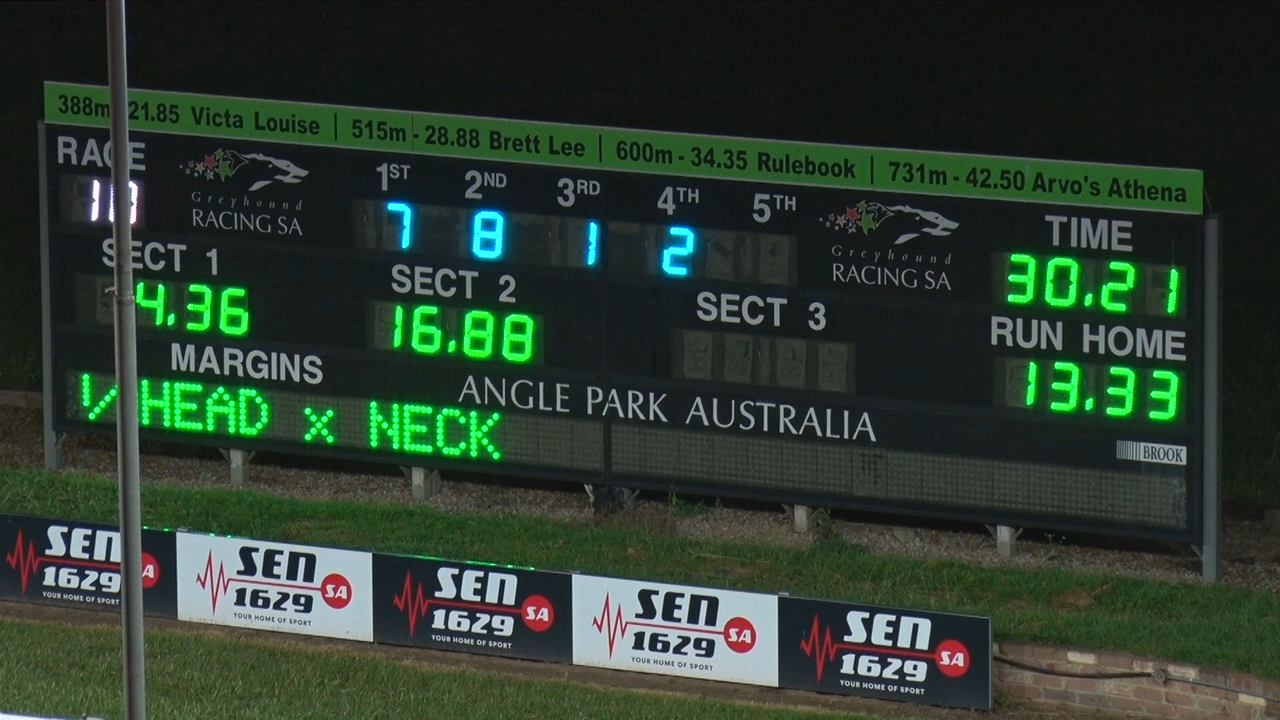 388m 21.85 Victa Louise | 515m - 28.88 Brett Lee | 600m - 34.35 Rulebook | 731m - 42.50 Arvo's Athena
RACE
Greyhound
RACING SA
1ST 2ND 3RD 4TH 5TH
7 8 1 2
Greyhound
RACING SA
TIME
30.21
SECT 1
4.36
SECT 2
16.88
SECT 3
RUN HOME
13.33
MARGINS
HEAD x NECK
ANGLE PARK AUSTRALIA
BROOK
SEN
1629
YOUR HOME OF SPORT
SEN SA
1629
YOUR HOME OF SPORT
SEN SA
1629
YOUR HOME OF SPORT
SEN SA
1629
YOUR HOME OF SPORT
SEN SA
1629
YOUR HOME OF SPORT